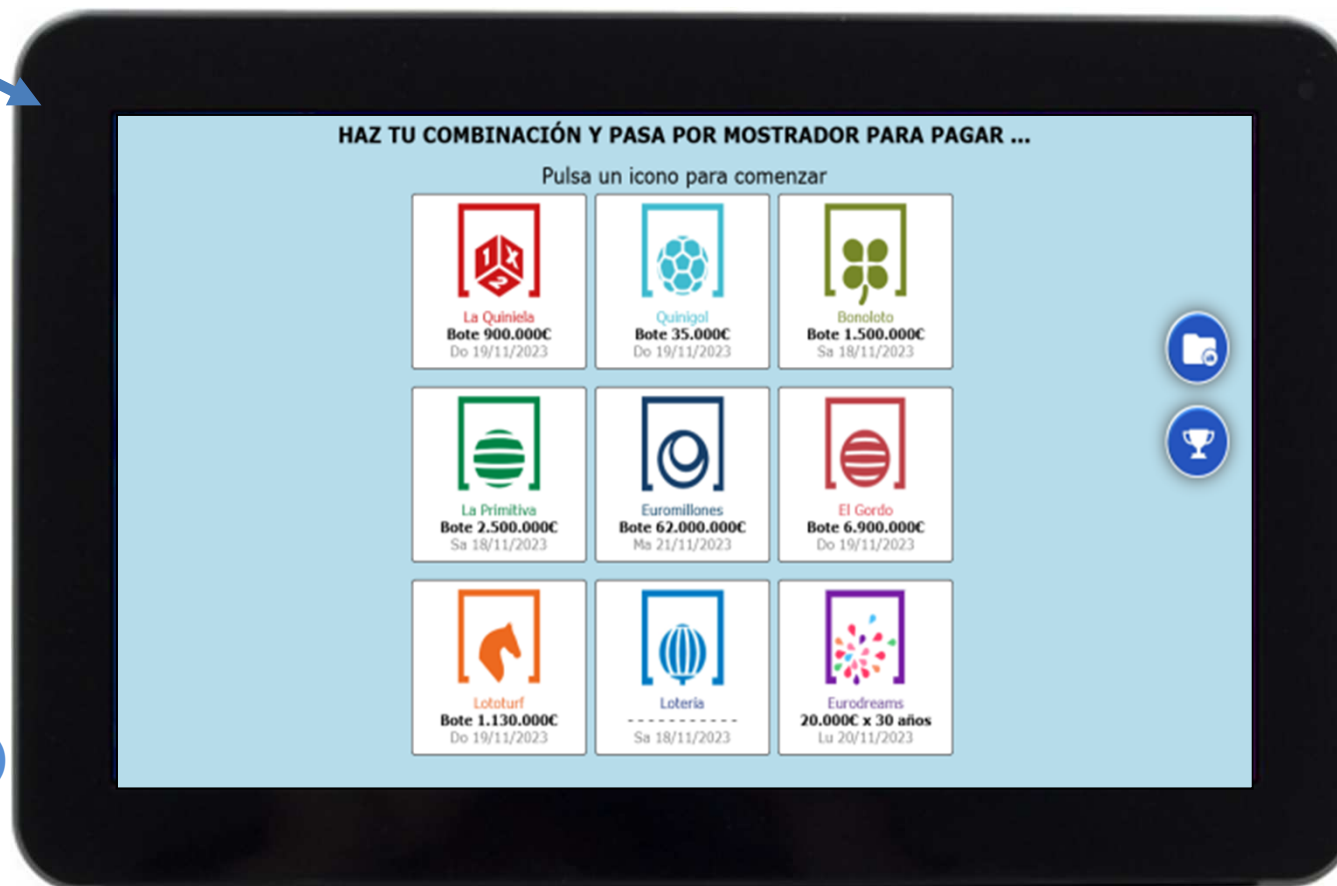 HAZ TU COMBINACIÓN Y PASA POR MOSTRADOR PARA PAGAR ...
Pulsa un icono para comenzar
1 X 2
La Quiniela
Bote 900.000€
Do 19/11/2023
Quinigol
Bote 35.000€
Do 19/11/2023
Bonoloto
Bote 1.500.000€
Sa 18/11/2023
La Primitiva
Bote 2.500.000€
Sa 18/11/2023
Euromillones
Bote 62.000.000€
Ma 21/11/2023
El Gordo
Bote 6.900.000€
Do 19/11/2023
Lototurf
Bote 1.130.000€
Do 19/11/2023
Lotería
-----------
Sa 18/11/2023
Eurodreams
20.000€ x 30 años
Lu 20/11/2023